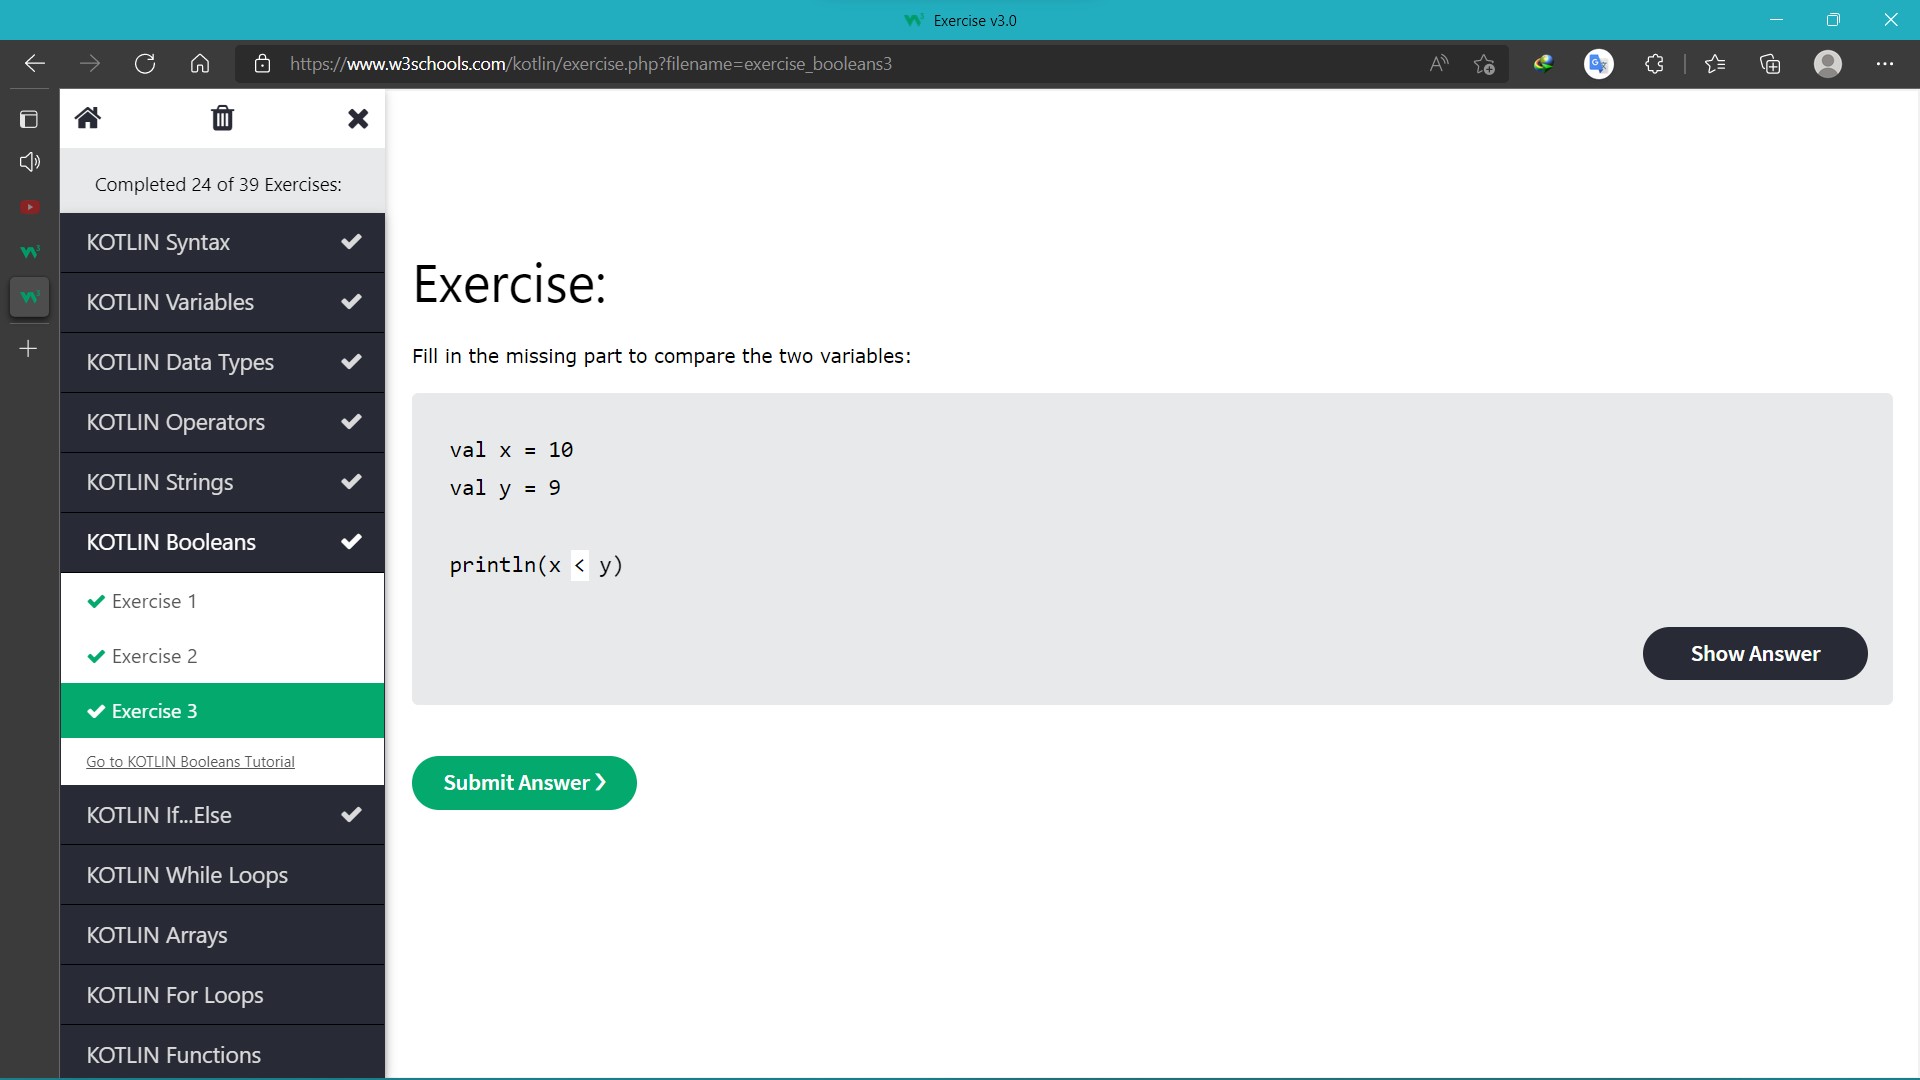 Exercise v3.0
https://www.w3schools.com/kotlin/exercise.php?filename=exercise_booleans3
Completed 24 of 39 Exercises:
KOTLIN Syntax
KOTLIN Variables
KOTLIN Data Types
KOTLIN Operators
KOTLIN Strings
KOTLIN Booleans
Exercise 1
Exercise 2
Exercise 3
Go to KOTLIN Booleans Tutorial
KOTLIN If...Else
KOTLIN While Loops
KOTLIN Arrays
KOTLIN For Loops
KOTLIN Functions
Exercise:
Fill in the missing part to compare the two variables:
val x = 10
val y = 9
println(x < y)
Show Answer
Submit Answer ❯